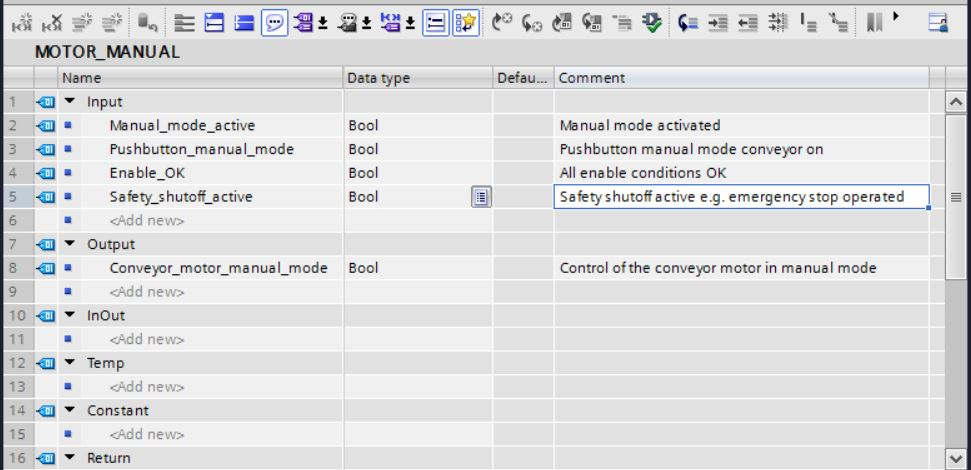 MOTOR_MANUAL
Name Data type Defau... Comment
1 Input
2 Manual_mode_active Bool Manual mode activated
3 Pushbutton_manual_mode Bool Pushbutton manual mode conveyor on
4 Enable_OK Bool All enable conditions OK
5 Safety_shutoff_active Bool Safety shutoff active e.g. emergency stop operated
6 <Add new>
7 Output
8 Conveyor_motor_manual_mode Bool Control of the conveyor motor in manual mode
9 <Add new>
10 InOut
11 <Add new>
12 Temp
13 <Add new>
14 Constant
15 <Add new>
16 Return